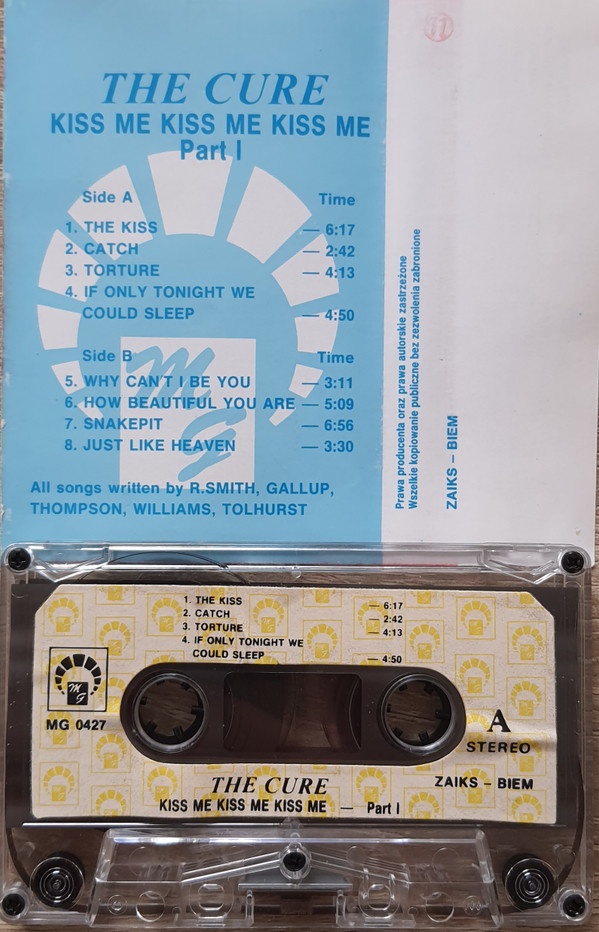 11
THE CURE
KISS ME KISS ME KISS ME
Part I
Side A Time
1. THE KISS — 6:17
2. CATCH — 2:42
3. TORTURE — 4:13
4. IF ONLY TONIGHT WE
COULD SLEEP — 4:50
Side B Time
5. WHY CAN'T I BE YOU — 3:11
6. HOW BEAUTIFUL YOU ARE — 5:09
7. SNAKEPIT — 6:56
8. JUST LIKE HEAVEN — 3:30
MG
All songs written by R.SMITH, GALLUP,
THOMPSON, WILLIAMS, TOLHURST
Prawa producenta oraz prawa autorskie zastrzeżone
Wszelkie kopiowanie publiczne bez zezwolenia zabronione
ZAIKS – BIEM
1. THE KISS — 6:17
2. CATCH — 2:42
3. TORTURE — 4:13
4. IF ONLY TONIGHT WE
COULD SLEEP — 4:50
MG
MG 0427
A
STEREO
THE CURE
ZAIKS – BIEM
KISS ME KISS ME KISS ME — Part I